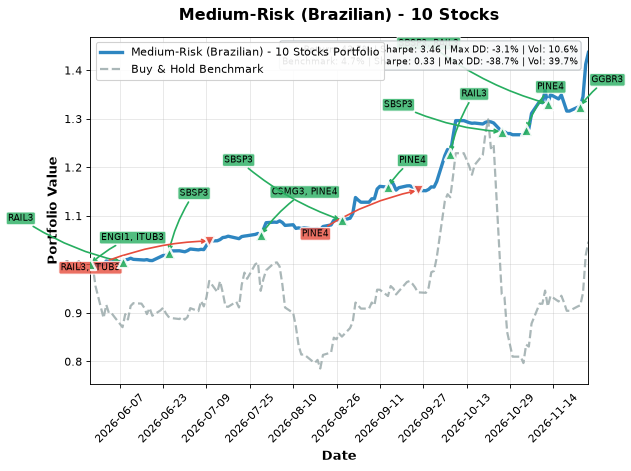 Medium-Risk (Brazilian) - 10 Stocks
Medium-Risk (Brazilian) - 10 Stocks Portfolio
Buy & Hold Benchmark
Sharpe: 3.46 | Max DD: -3.1% | Vol: 10.6%
Benchmark: 4.7% | Sharpe: 0.33 | Max DD: -38.7% | Vol: 39.7%
GGBR3
PINE4
RAIL3
SBSP3
SBSP3
PINE4
SBSP3
CSMG3, PINE4
RAIL3
ENGI1, ITUB3
PINE4
RAIL3, ITUB3
Portfolio Value
1.4
1.3
1.2
1.1
1.0
0.9
0.8
2026-06-07
2026-06-23
2026-07-09
2026-07-25
2026-08-10
2026-08-26
2026-09-11
2026-09-27
2026-10-13
2026-10-29
2026-11-14
Date